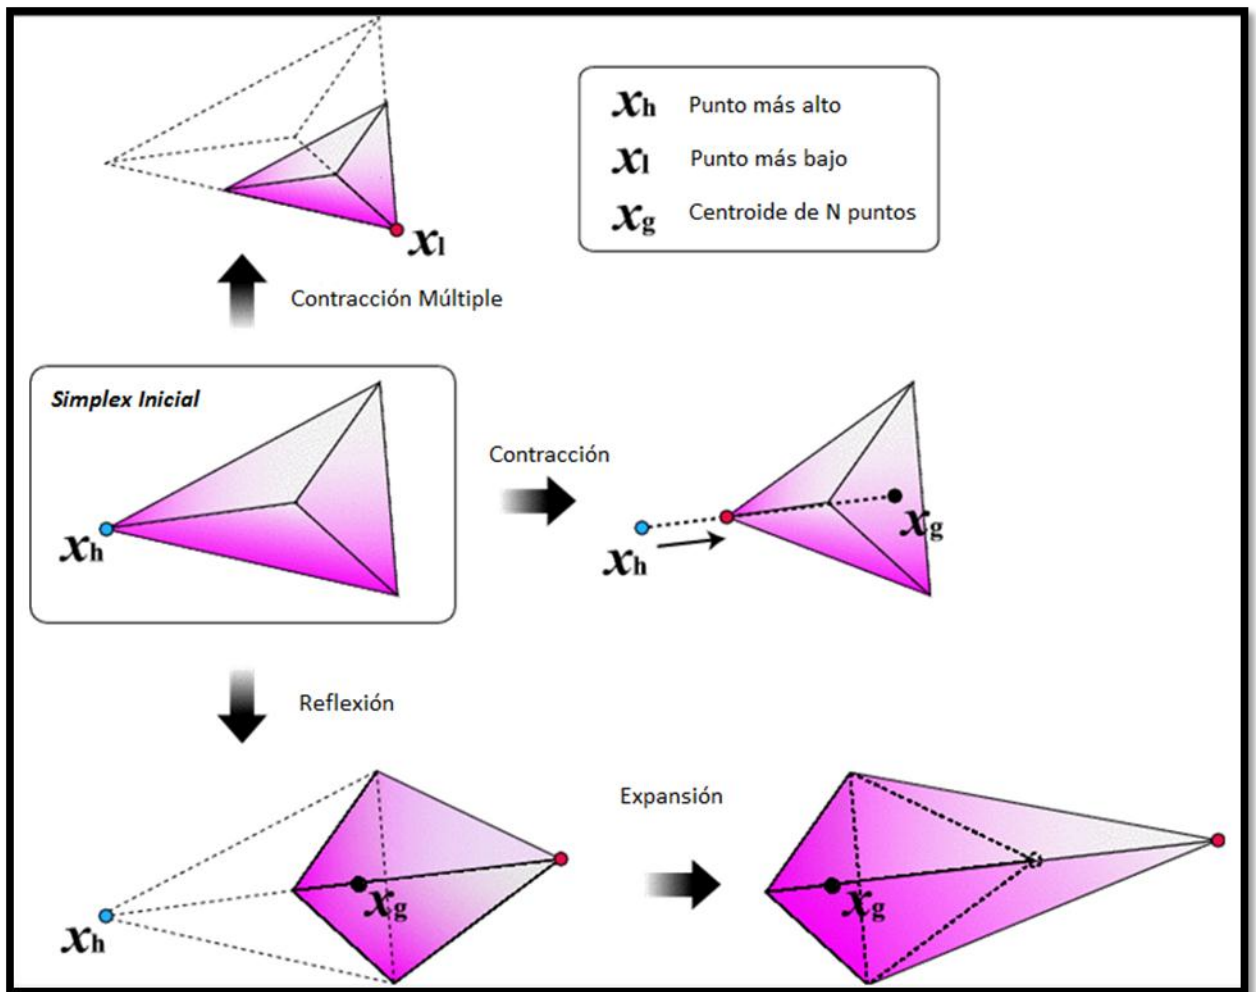 xh Punto más alto
xl Punto más bajo
xg Centroide de N puntos
xl
Contracción Múltiple
Simplex Inicial
xh
Contracción
xh
xg
Reflexión
xh
xg
Expansión
xg